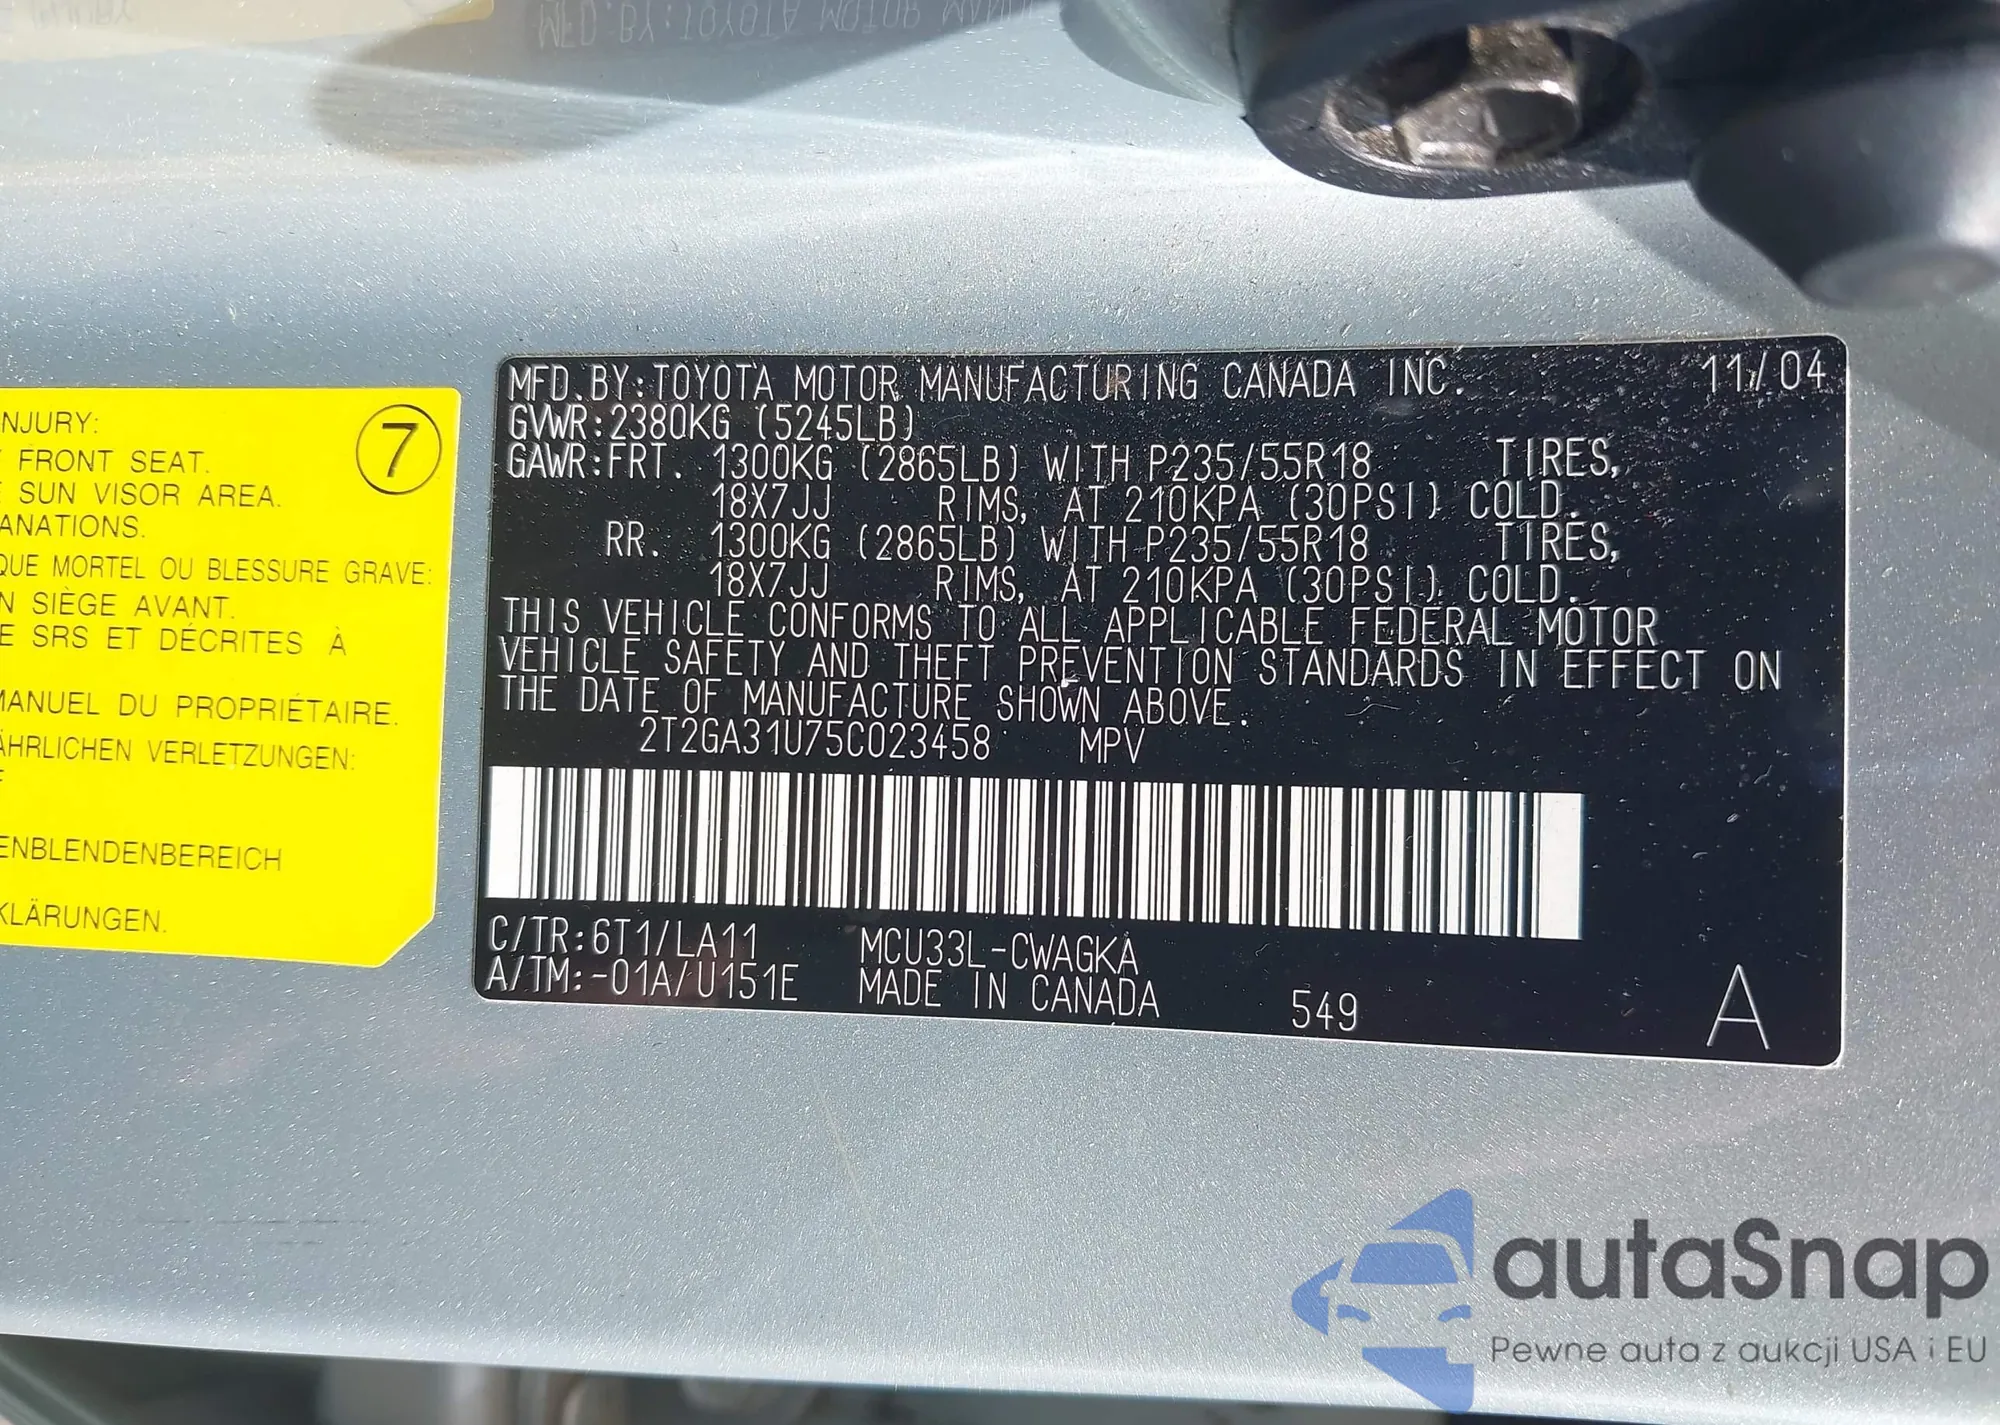 NJURY:
7
FRONT SEAT.
SUN VISOR AREA.
ANATIONS.
QUE MORTEL OU BLESSURE GRAVE:
N SIÈGE AVANT.
E SRS ET DÉCRITES À
MANUEL DU PROPRIÉTAIRE.
ÄHRLICHEN VERLETZUNGEN:
ENBLENDENBEREICH
KLÄRUNGEN.
MFD.BY:TOYOTA MOTOR MANUFACTURING CANADA INC. 11/04
GVWR:2380KG (5245LB)
GAWR:FRT. 1300KG (2865LB) WITH P235/55R18 TIRES,
18X7JJ RIMS, AT 210KPA (30PSI) COLD.
RR. 1300KG (2865LB) WITH P235/55R18 TIRES,
18X7JJ RIMS, AT 210KPA (30PSI) COLD.
THIS VEHICLE CONFORMS TO ALL APPLICABLE FEDERAL MOTOR
VEHICLE SAFETY AND THEFT PREVENTION STANDARDS IN EFFECT ON
THE DATE OF MANUFACTURE SHOWN ABOVE.
2T2GA31U75C023458 MPV
C/TR:6T1/LA11 MCU33L-CWAGKA
A/TM:-01A/U151E MADE IN CANADA 549 A
autaSnap
Pewne auta z aukcji USA i EU